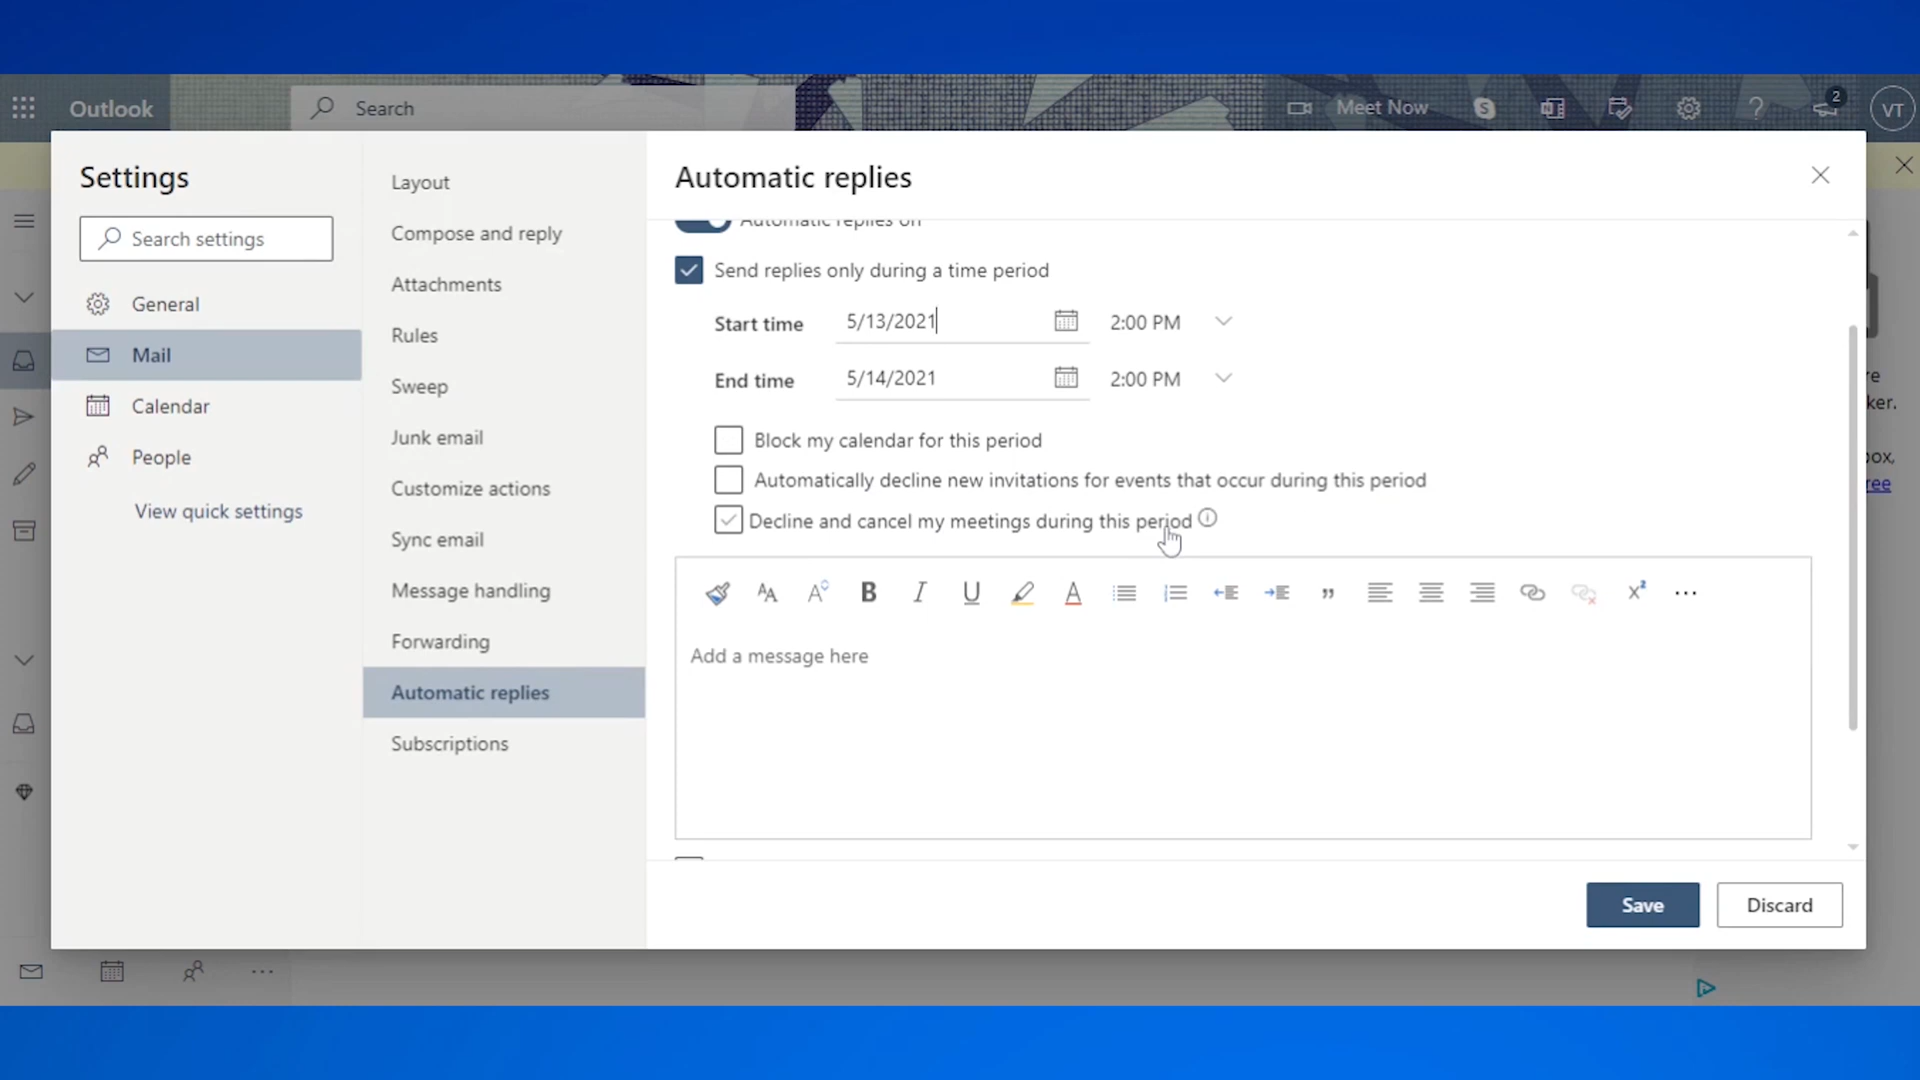 Outlook
Search
Meet Now
2
VT
Settings
Search settings
General
Mail
Calendar
People
View quick settings
Layout
Compose and reply
Attachments
Rules
Sweep
Junk email
Customize actions
Sync email
Message handling
Forwarding
Automatic replies
Subscriptions
Automatic replies
Automatic replies on
Send replies only during a time period
Start time 5/13/2021 2:00 PM
End time 5/14/2021 2:00 PM
Block my calendar for this period
Automatically decline new invitations for events that occur during this period
Decline and cancel my meetings during this period
Add a message here
Save
Discard